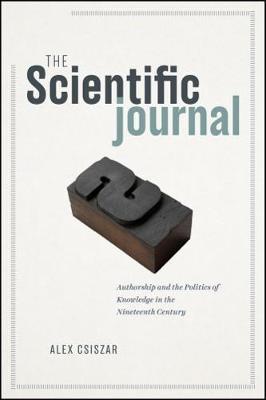 THE
Scientific
journal
Authorship and the Politics of
Knowledge in the
Nineteenth Century
ALEX CSISZAR